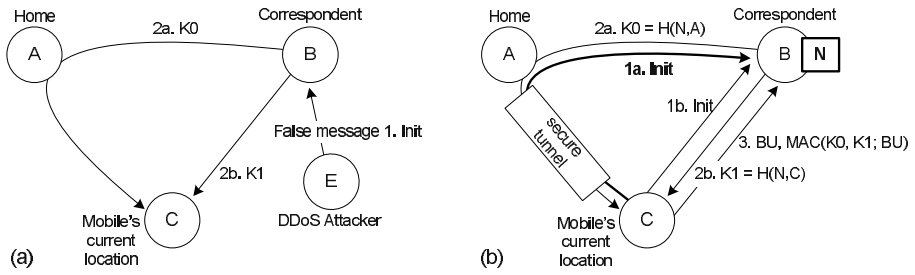 Home
A
2a. K0
Correspondent
B
False message 1. Init
2b. K1
E
DDoS Attacker
C
Mobile's
current
location
(a)
Home
A
2a. K0 = H(N,A)
Correspondent
B
N
1a. Init
1b. Init
secure
tunnel
3. BU, MAC(K0, K1; BU)
2b. K1 = H(N,C)
C
Mobile's
current
location
(b)